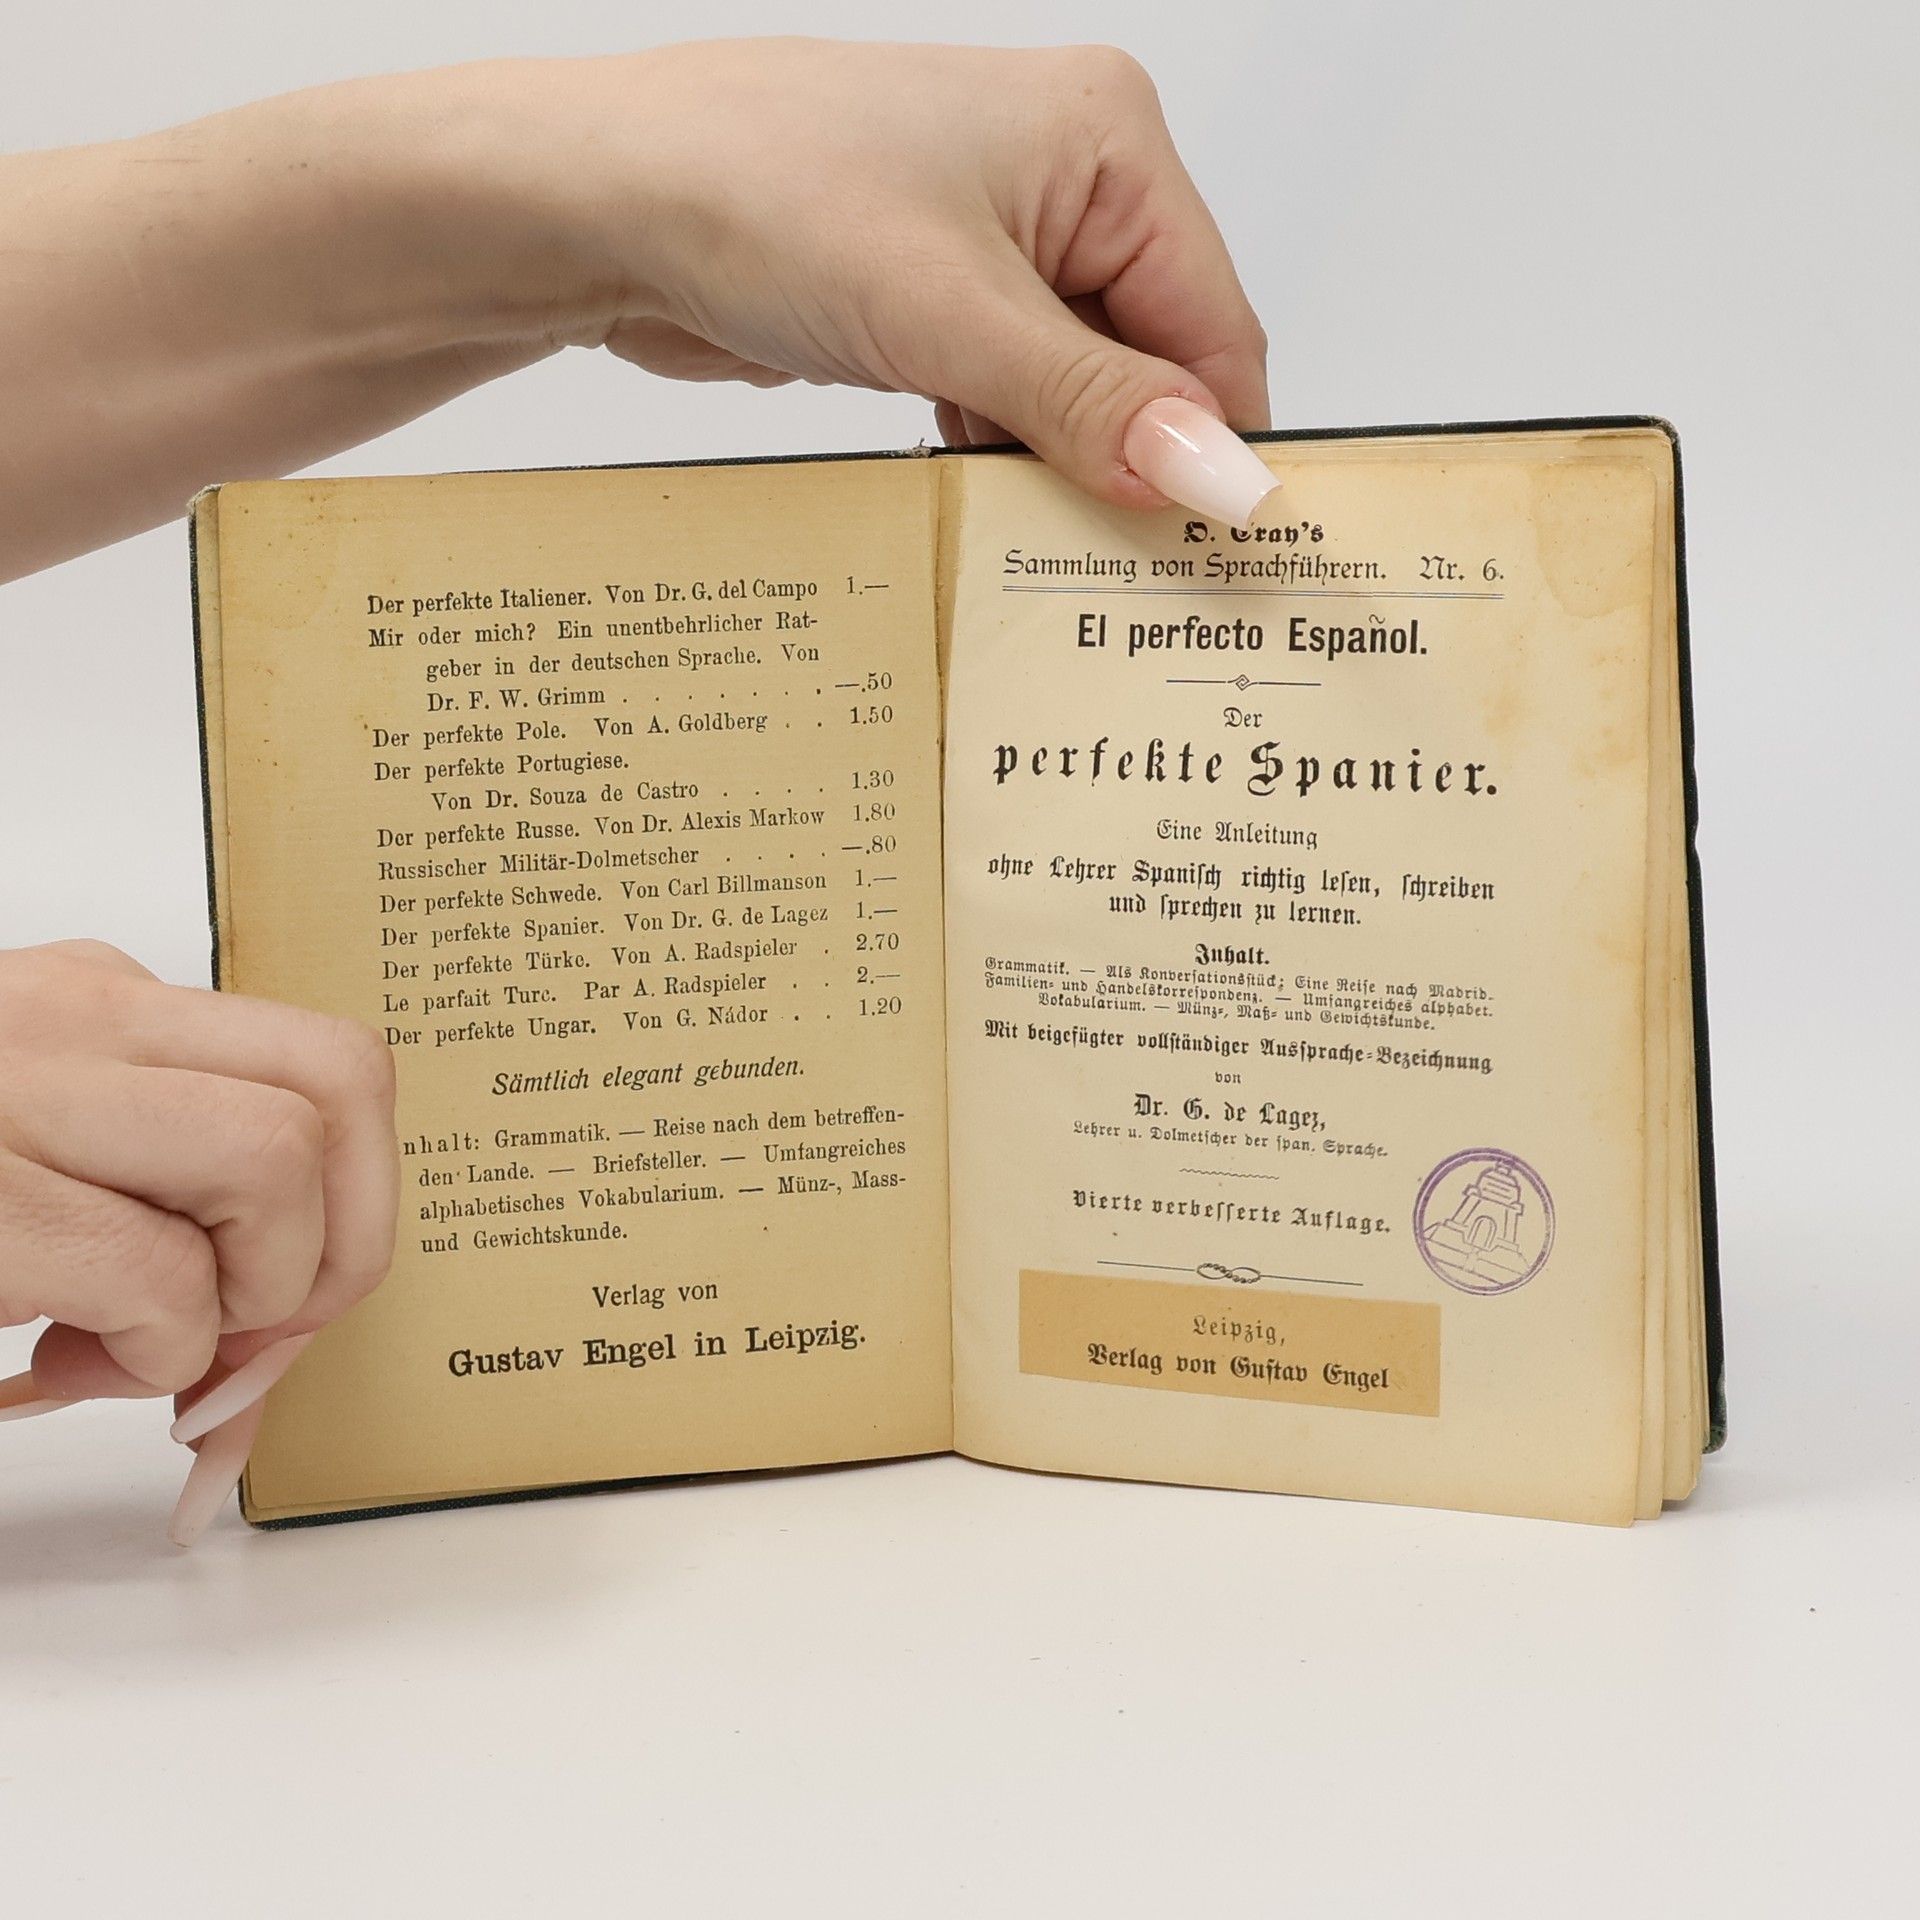 Der perfekte Italiener. Von Dr. G. del Campo 1.—
Mir oder mich? Ein unentbehrlicher Rat-
geber in der deutschen Sprache. Von
Dr. F. W. Grimm . . . . . . . —.50
Der perfekte Pole. Von A. Goldberg . . 1.50
Der perfekte Portugiese.
Von Dr. Souza de Castro . . . . 1.30
Der perfekte Russe. Von Dr. Alexis Markow 1.80
Russischer Militär-Dolmetscher . . . . —.80
Der perfekte Schwede. Von Carl Billmanson 1.—
Der perfekte Spanier. Von Dr. G. de Lagez 1.—
Der perfekte Türke. Von A. Radspieler . 2.70
Le parfait Turc. Par A. Radspieler . . 2.—
Der perfekte Ungar. Von G. Nádor . . 1.20
Sämtlich elegant gebunden.
nhalt: Grammatik. — Reise nach dem betreffen-
den Lande. — Briefsteller. — Umfangreiches
alphabetisches Vokabularium. — Münz-, Mass-
und Gewichtskunde.
Verlag von
Gustav Engel in Leipzig.
Sammlung von Sprachführern. Nr. 6.
El perfecto Español.
Der
perfekte Spanier.
Eine Anleitung
ohne Lehrer Spaniſch richtig leſen, ſchreiben
und ſprechen zu lernen.
Inhalt.
Grammatik. — Als Konverſationsſtück: Eine Reiſe nach Madrid.
Familien- und Handelskorreſpondenz. — Umfangreiches alphabet.
Vokabularium. — Münz-, Maß- und Gewichtskunde.
Mit beigefügter vollſtändiger Ausſprache-Bezeichnung
von
Dr. G. de Lagez,
Lehrer u. Dolmetſcher der ſpan. Sprache.
Vierte verbeſſerte Auflage.
Leipzig,
Verlag von Guſtav Engel